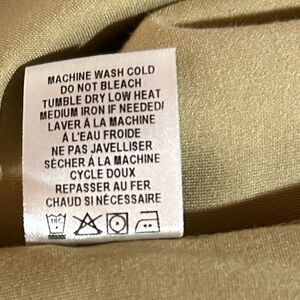 MACHINE WASH COLD
DO NOT BLEACH
TUMBLE DRY LOW HEAT
MEDIUM IRON IF NEEDED/
LAVER À LA MACHINE
À L'EAU FROIDE
NE PAS JAVELLISER
SÉCHER À LA MACHINE
CYCLE DOUX
REPASSER AU FER
CHAUD SI NÉCESSAIRE